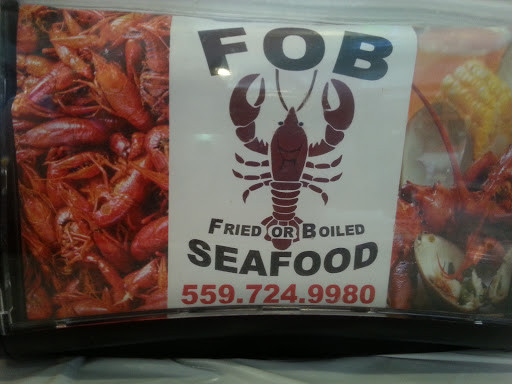 FOB
FRIED OR BOILED
SEAFOOD
559.724.9980